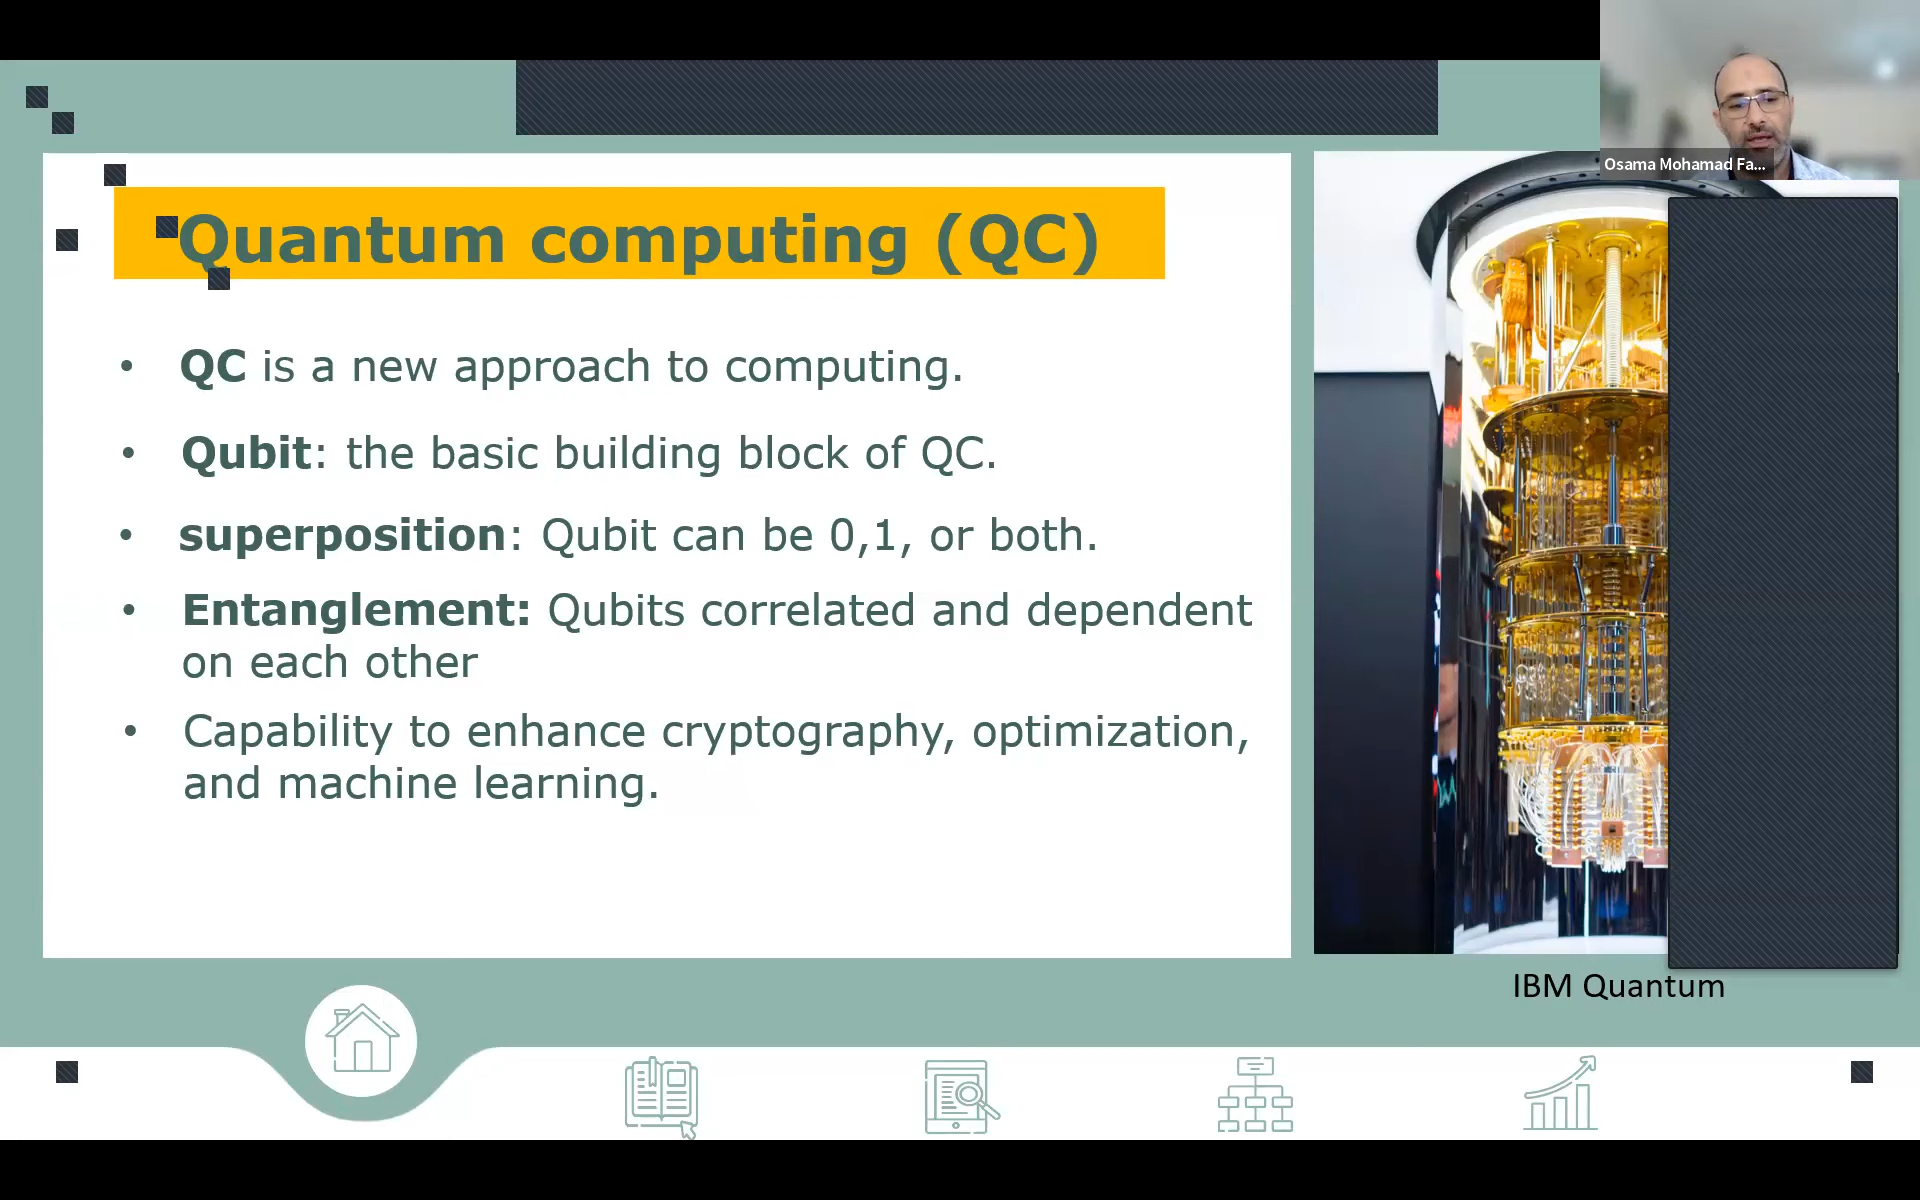 Osama Mohamad Fa...
Quantum computing (QC)
• QC is a new approach to computing.
• Qubit: the basic building block of QC.
• superposition: Qubit can be 0,1, or both.
• Entanglement: Qubits correlated and dependent
on each other
• Capability to enhance cryptography, optimization,
and machine learning.
IBM Quantum